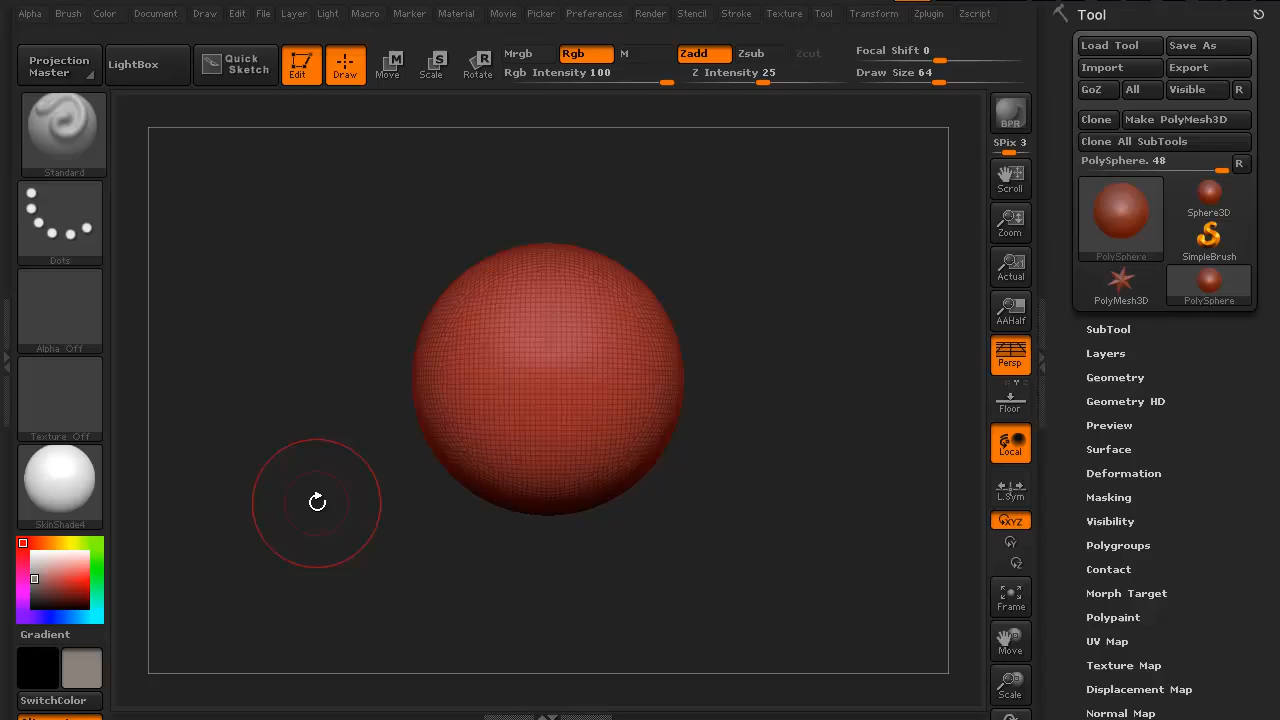 Alpha Brush Color Document Draw Edit File Layer Light Macro Marker Material Movie Picker Preferences Render Stencil Stroke Texture Tool Transform Zplugin Zscript
Tool
Projection Master
LightBox
Quick Sketch
Edit
Draw
Move
Scale
Rotate
Mrgb
Rgb
M
Zadd
Zsub
Zcut
Focal Shift 0
Rgb Intensity 100
Z Intensity 25
Draw Size 64
Standard
Dots
Alpha Off
Texture Off
SkinShade4
Gradient
SwitchColor
BPR
SPix 3
Scroll
Zoom
Actual
AAHalf
Persp
Floor
Local
L.Sym
XYZ
Frame
Move
Scale
Load Tool
Save As
Import
Export
GoZ
All
Visible
R
Clone
Make PolyMesh3D
Clone All SubTools
PolySphere. 48
R
PolySphere
Sphere3D
SimpleBrush
PolyMesh3D
PolySphere
SubTool
Layers
Geometry
Geometry HD
Preview
Surface
Deformation
Masking
Visibility
Polygroups
Contact
Morph Target
Polypaint
UV Map
Texture Map
Displacement Map
Normal Map